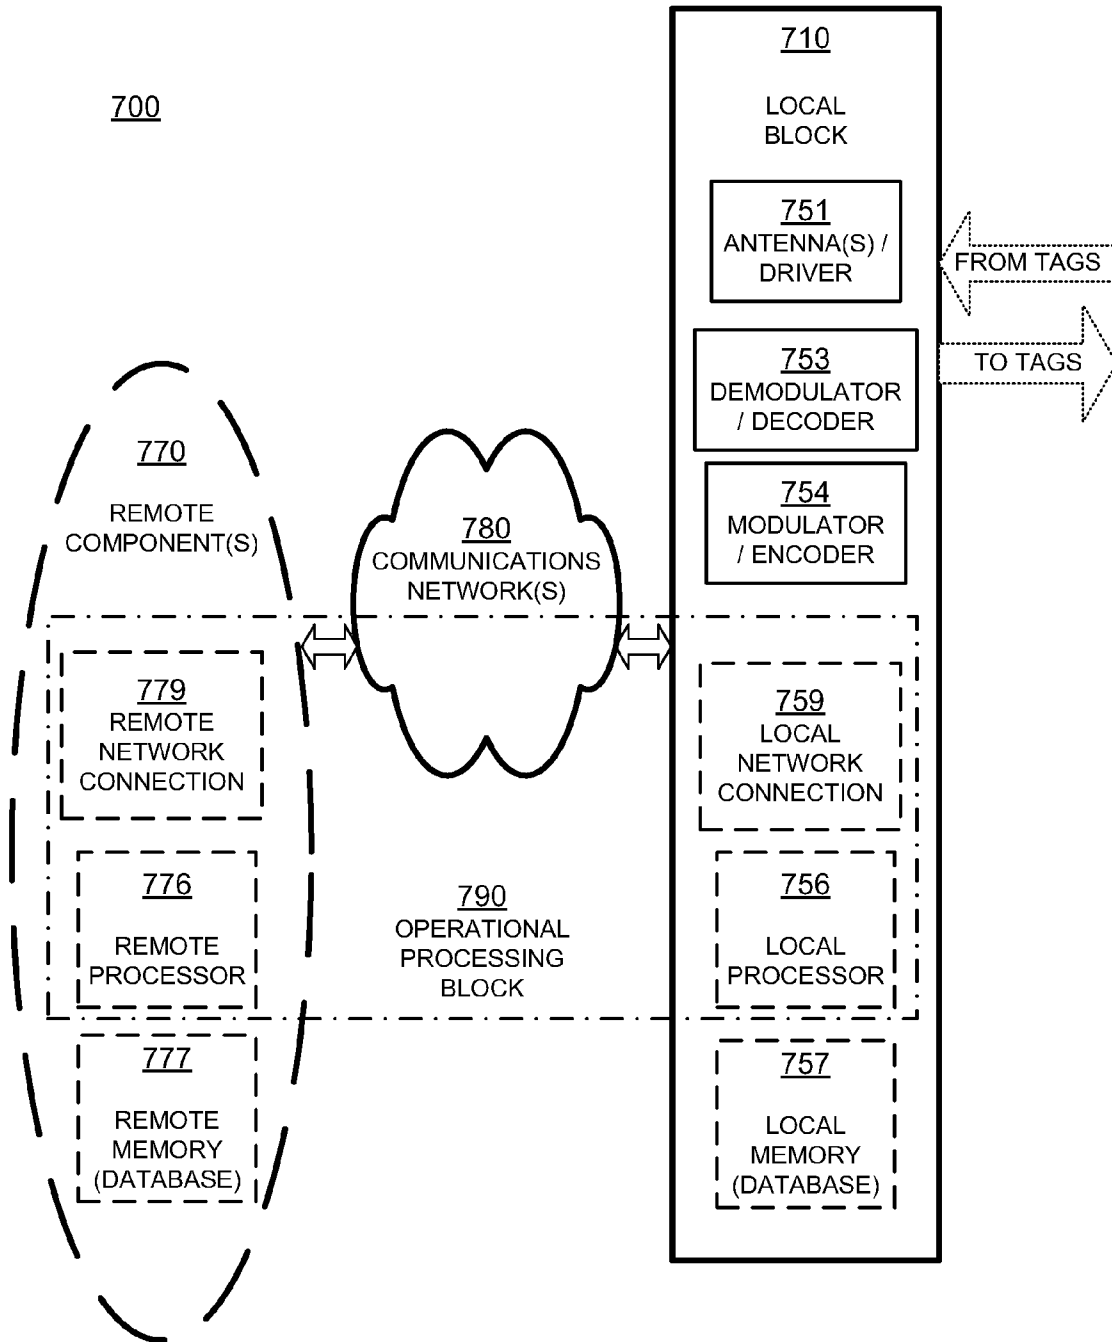 700
710
LOCAL
BLOCK
751
ANTENNA(S) /
DRIVER
FROM TAGS
753
DEMODULATOR
/ DECODER
TO TAGS
754
MODULATOR
/ ENCODER
770
REMOTE
COMPONENT(S)
780
COMMUNICATIONS
NETWORK(S)
779
REMOTE
NETWORK
CONNECTION
759
LOCAL
NETWORK
CONNECTION
776
REMOTE
PROCESSOR
790
OPERATIONAL
PROCESSING
BLOCK
756
LOCAL
PROCESSOR
777
REMOTE
MEMORY
(DATABASE)
757
LOCAL
MEMORY
(DATABASE)